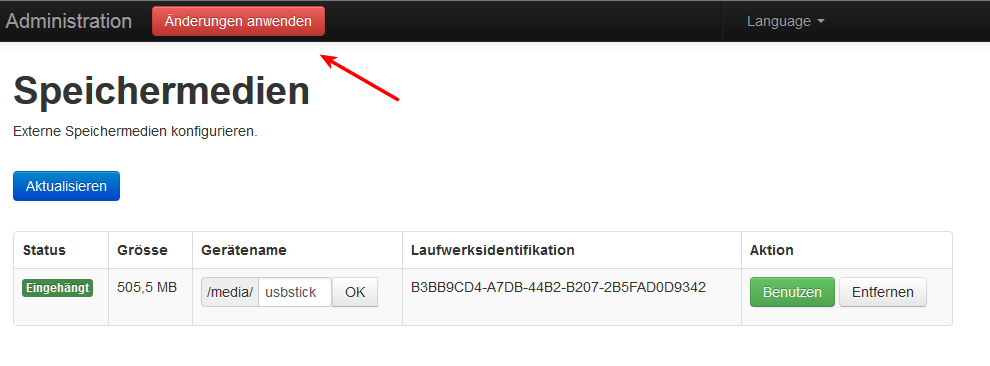 Administration Änderungen anwenden Language
Speichermedien
Externe Speichermedien konfigurieren.
Aktualisieren
Status Grösse Gerätename Laufwerksidentifikation Aktion
Eingehängt 505,5 MB /media/ usbstick OK B3BB9CD4-A7DB-44B2-B207-2B5FAD0D9342 Benutzen Entfernen